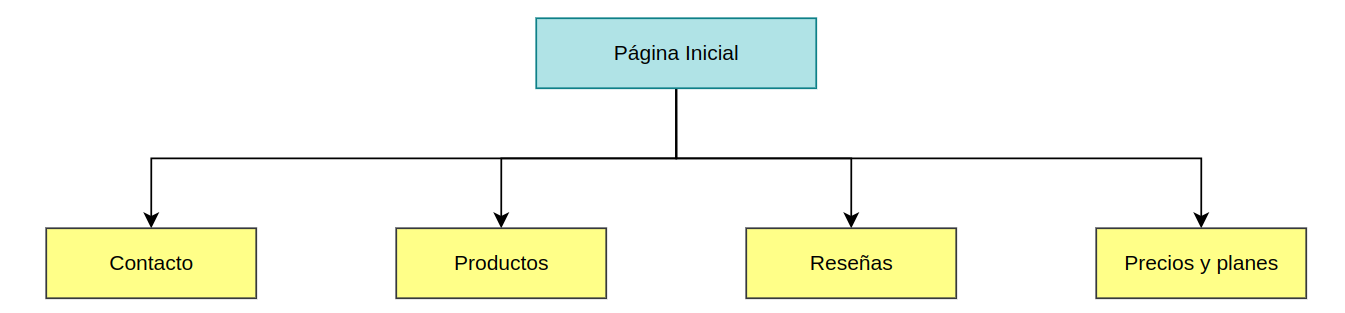 Página Inicial
Contacto
Productos
Reseñas
Precios y planes